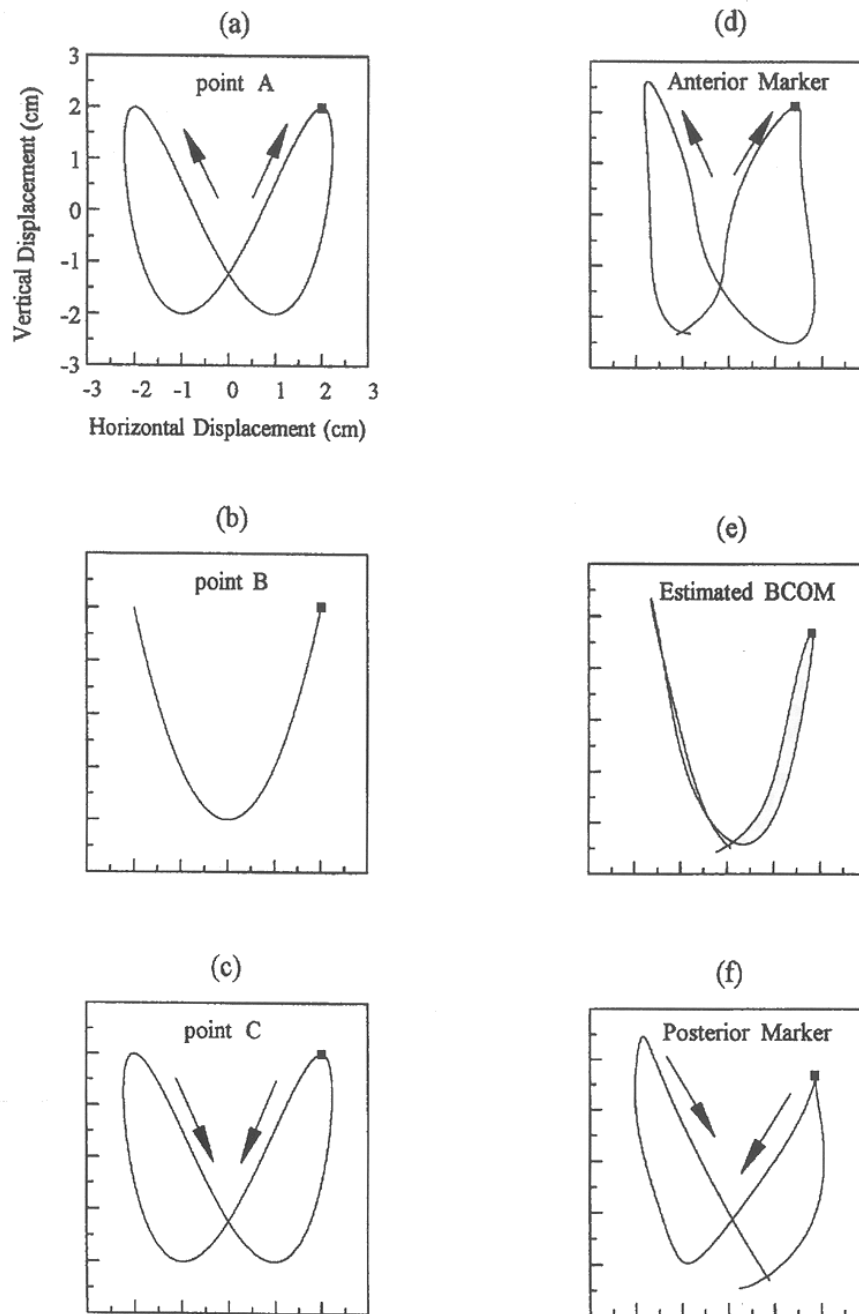 (a)
point A
Vertical Displacement (cm)
3
2
1
0
-1
-2
-3
-3 -2 -1 0 1 2 3
Horizontal Displacement (cm)
(d)
Anterior Marker
(b)
point B
(e)
Estimated BCOM
(c)
point C
(f)
Posterior Marker